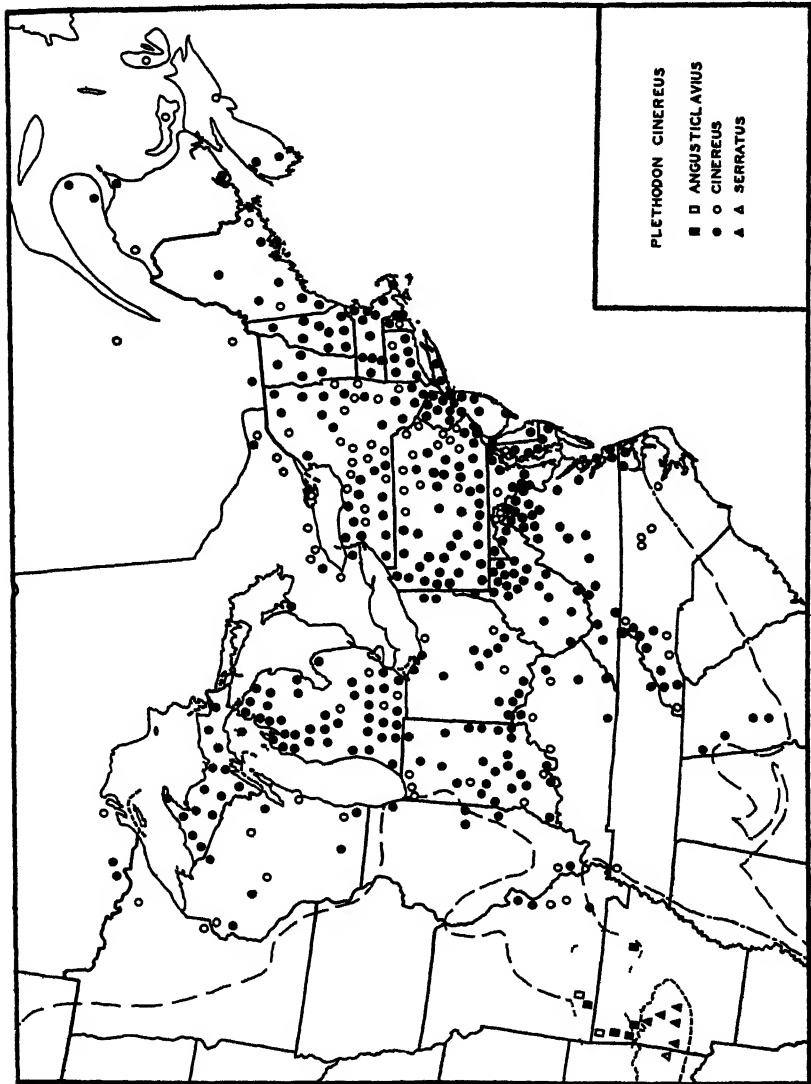 PLETHODON CINEREUS
■ □ ANGUSTICLAVIUS
● ○ CINEREUS
▲ △ SERRATUS